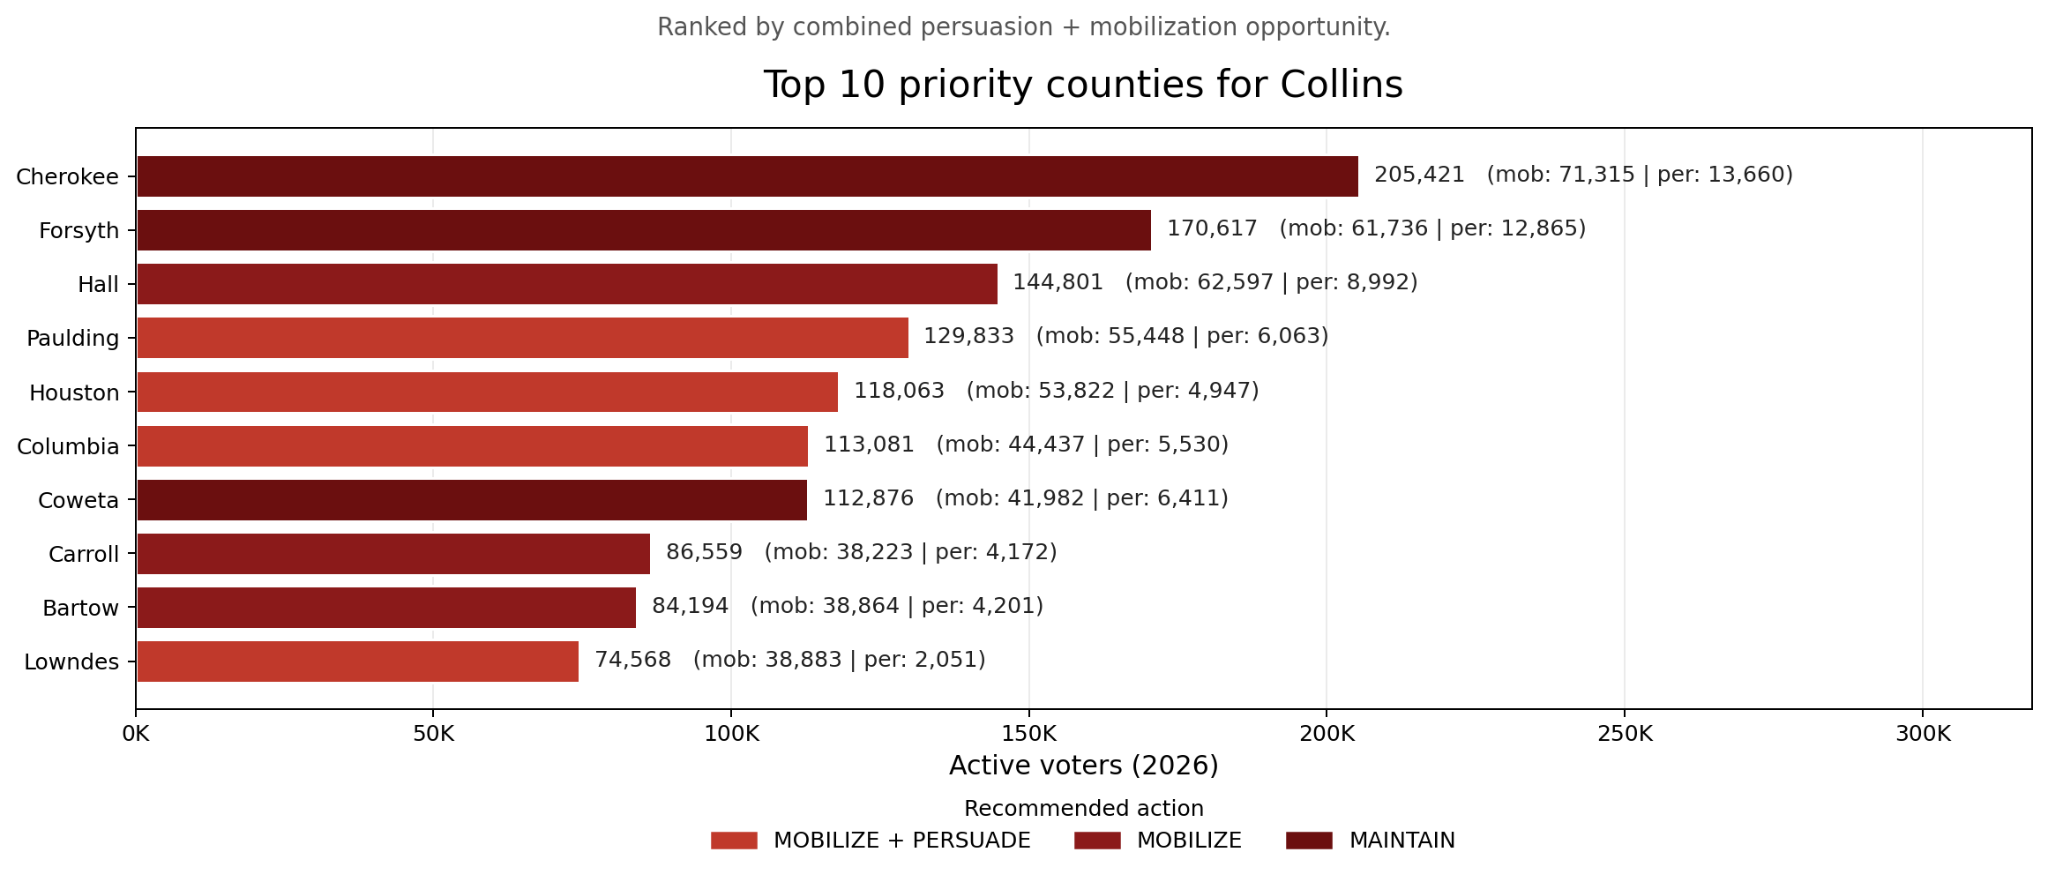 Ranked by combined persuasion + mobilization opportunity.
Top 10 priority counties for Collins
Cherokee 205,421 (mob: 71,315 | per: 13,660)
Forsyth 170,617 (mob: 61,736 | per: 12,865)
Hall 144,801 (mob: 62,597 | per: 8,992)
Paulding 129,833 (mob: 55,448 | per: 6,063)
Houston 118,063 (mob: 53,822 | per: 4,947)
Columbia 113,081 (mob: 44,437 | per: 5,530)
Coweta 112,876 (mob: 41,982 | per: 6,411)
Carroll 86,559 (mob: 38,223 | per: 4,172)
Bartow 84,194 (mob: 38,864 | per: 4,201)
Lowndes 74,568 (mob: 38,883 | per: 2,051)
0K 50K 100K 150K 200K 250K 300K
Active voters (2026)
Recommended action
MOBILIZE + PERSUADE MOBILIZE MAINTAIN